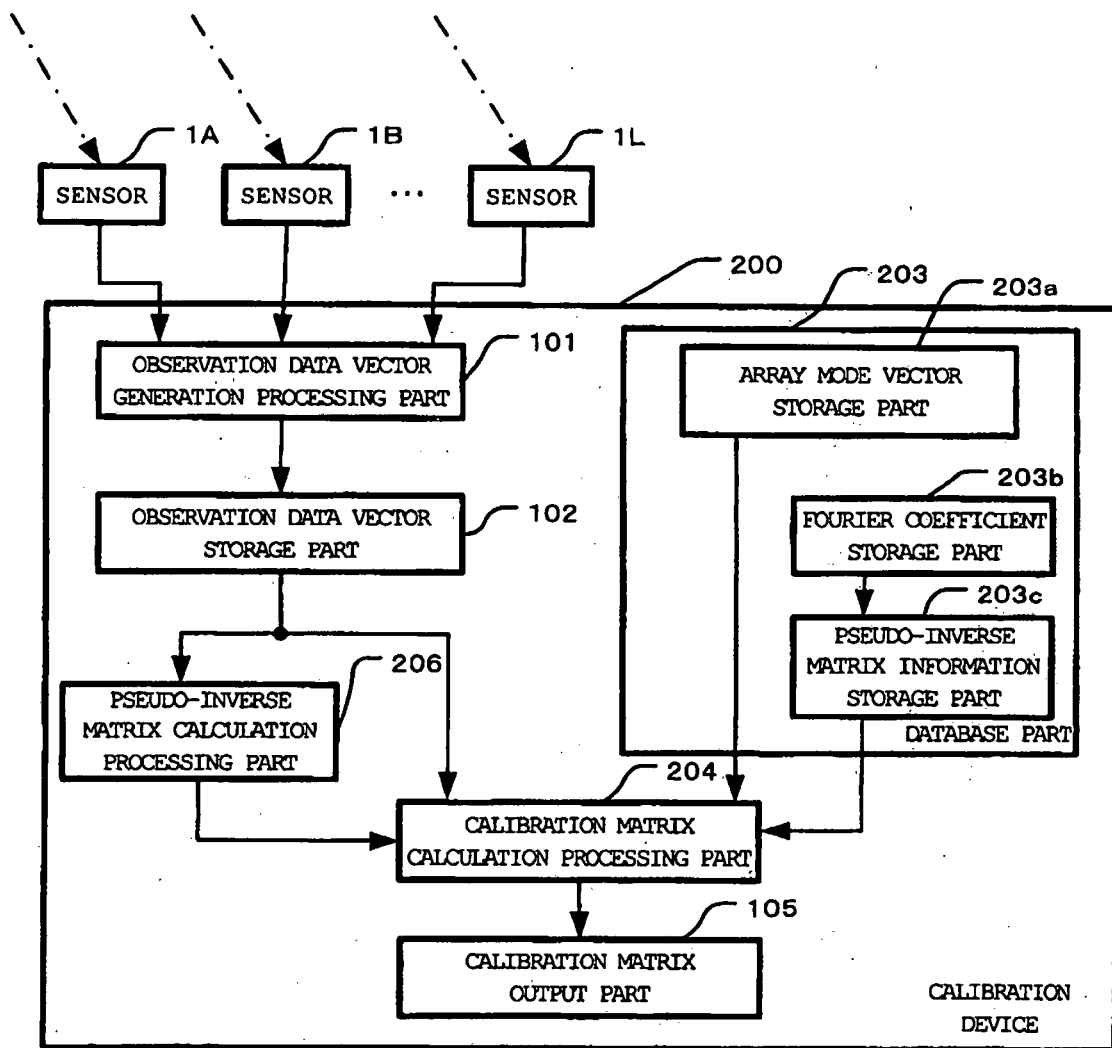 1A
1B
1L
SENSOR
SENSOR
...
SENSOR
200
203
203a
OBSERVATION DATA VECTOR
GENERATION PROCESSING PART
101
ARRAY MODE VECTOR
STORAGE PART
OBSERVATION DATA VECTOR
STORAGE PART
102
203b
FOURIER COEFFICIENT
STORAGE PART
203c
PSEUDO-INVERSE
MATRIX INFORMATION
STORAGE PART
DATABASE PART
206
PSEUDO-INVERSE
MATRIX CALCULATION
PROCESSING PART
204
CALIBRATION MATRIX
CALCULATION PROCESSING PART
105
CALIBRATION MATRIX
OUTPUT PART
CALIBRATION
DEVICE